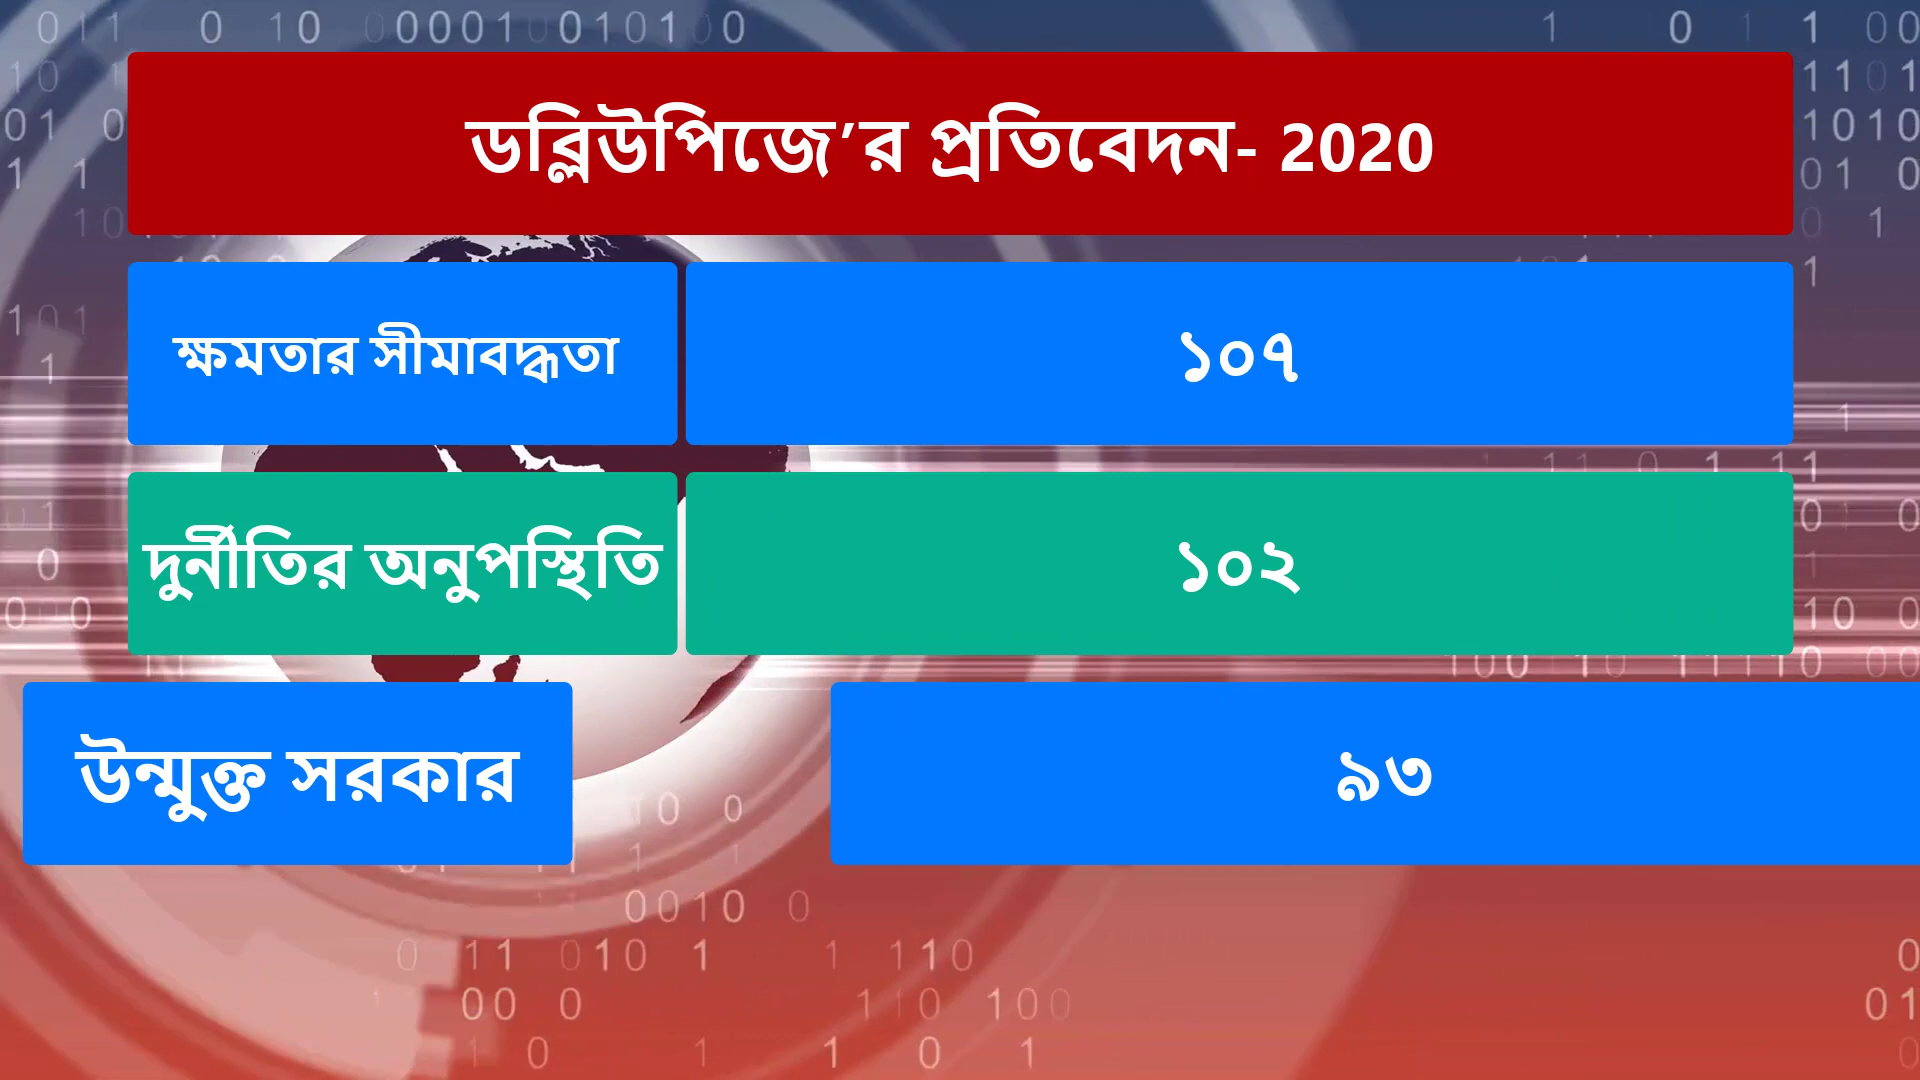 ডব্লিউপিজে’র প্রতিবেদন- 2020
ক্ষমতার সীমাবদ্ধতা ১০৭
দুর্নীতির অনুপস্থিতি ১০২
উন্মুক্ত সরকার ৯৩